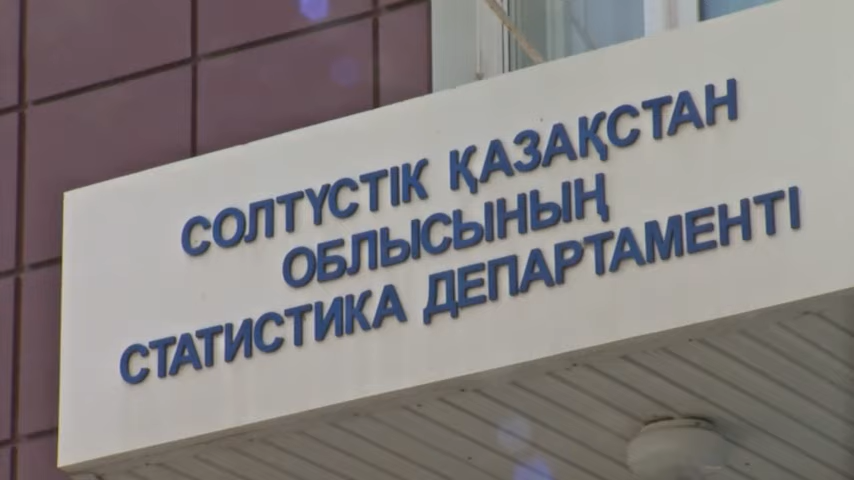 СОЛТҮСТІК ҚАЗАҚСТАН
ОБЛЫСЫНЫҢ
СТАТИСТИКА ДЕПАРТАМЕНТІ